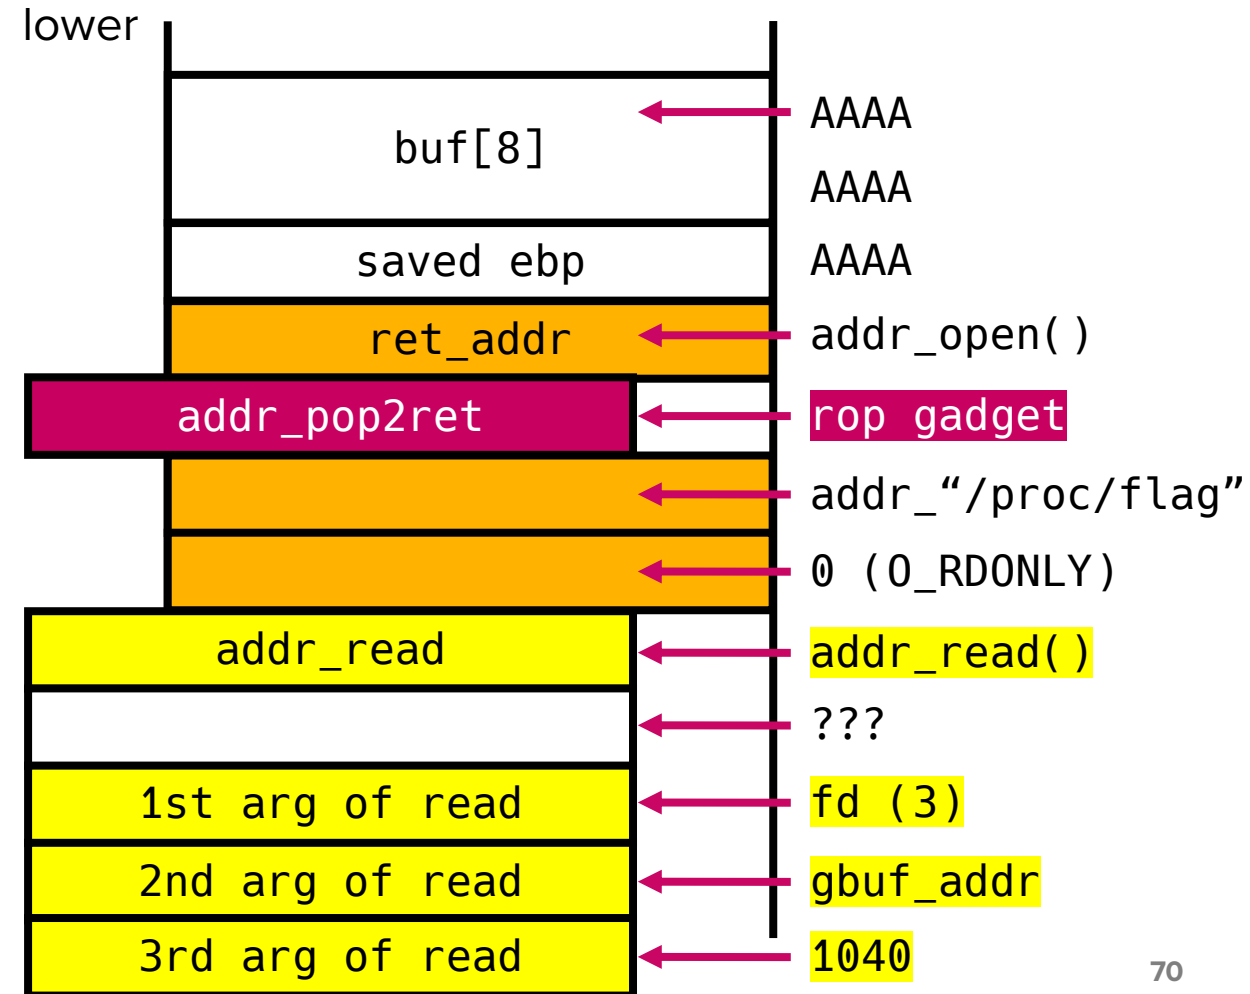 lower
buf[8]
AAAA
AAAA
saved ebp
AAAA
ret_addr
addr_open()
addr_pop2ret
rop gadget
addr_“/proc/flag”
0 (O_RDONLY)
addr_read
addr_read()
???
1st arg of read
fd (3)
2nd arg of read
gbuf_addr
3rd arg of read
1040
70